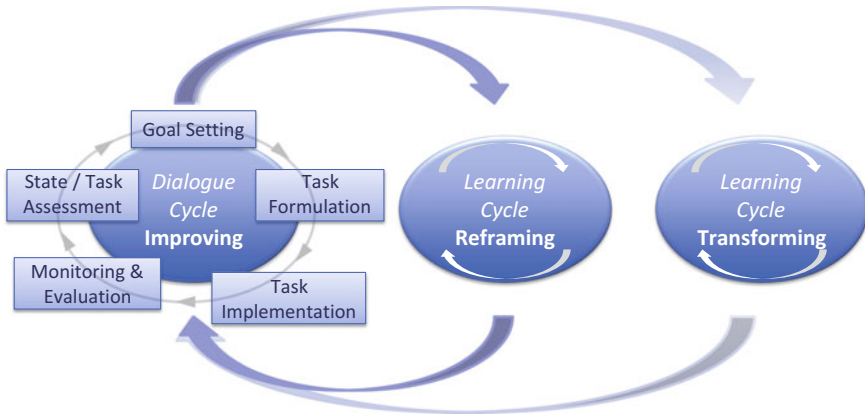 Goal Setting
State / Task
Assessment
Dialogue
Cycle
Improving
Task
Formulation
Monitoring &
Evaluation
Task
Implementation
Learning
Cycle
Reframing
Learning
Cycle
Transforming